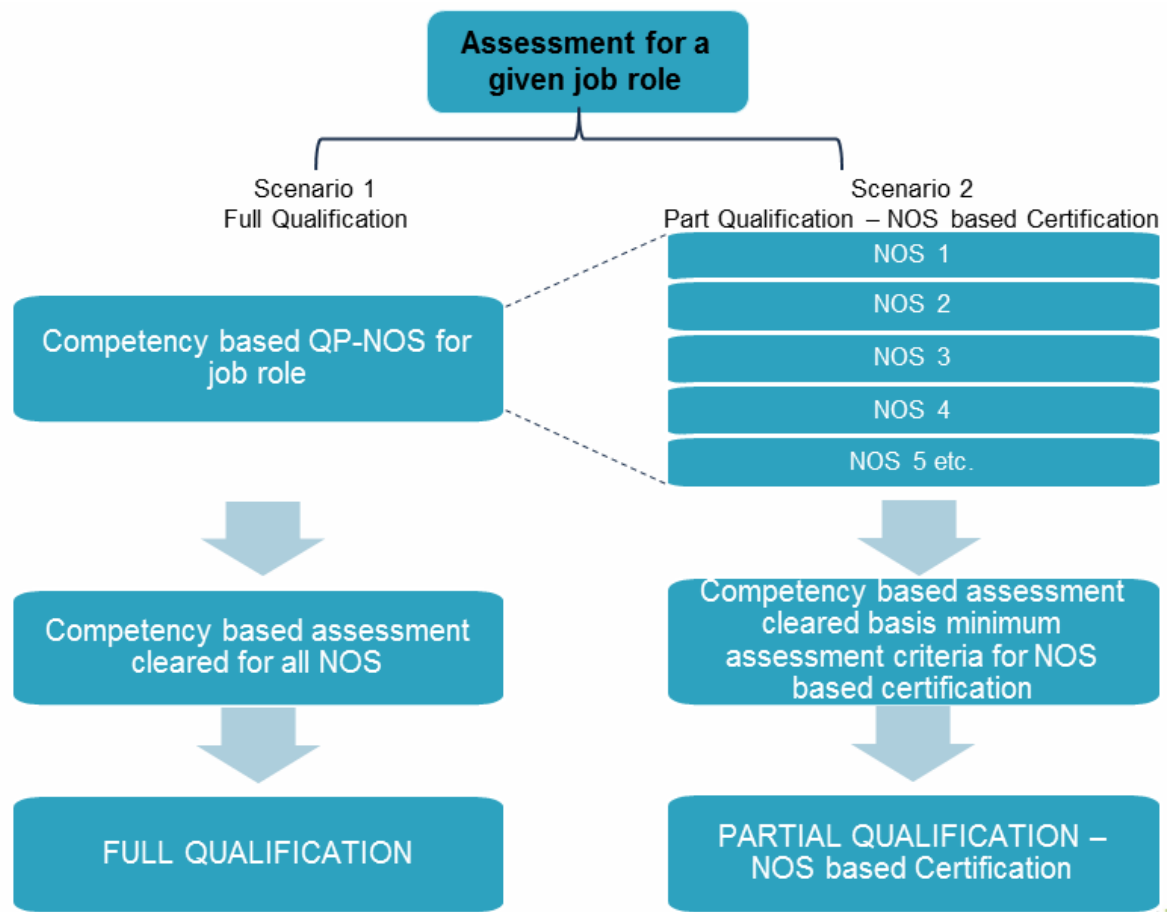 Assessment for a
given job role
Scenario 1
Full Qualification
Scenario 2
Part Qualification – NOS based Certification
Competency based QP-NOS for
job role
NOS 1
NOS 2
NOS 3
NOS 4
NOS 5 etc.
Competency based assessment
cleared for all NOS
Competency based assessment
cleared basis minimum
assessment criteria for NOS
based certification
FULL QUALIFICATION
PARTIAL QUALIFICATION –
NOS based Certification